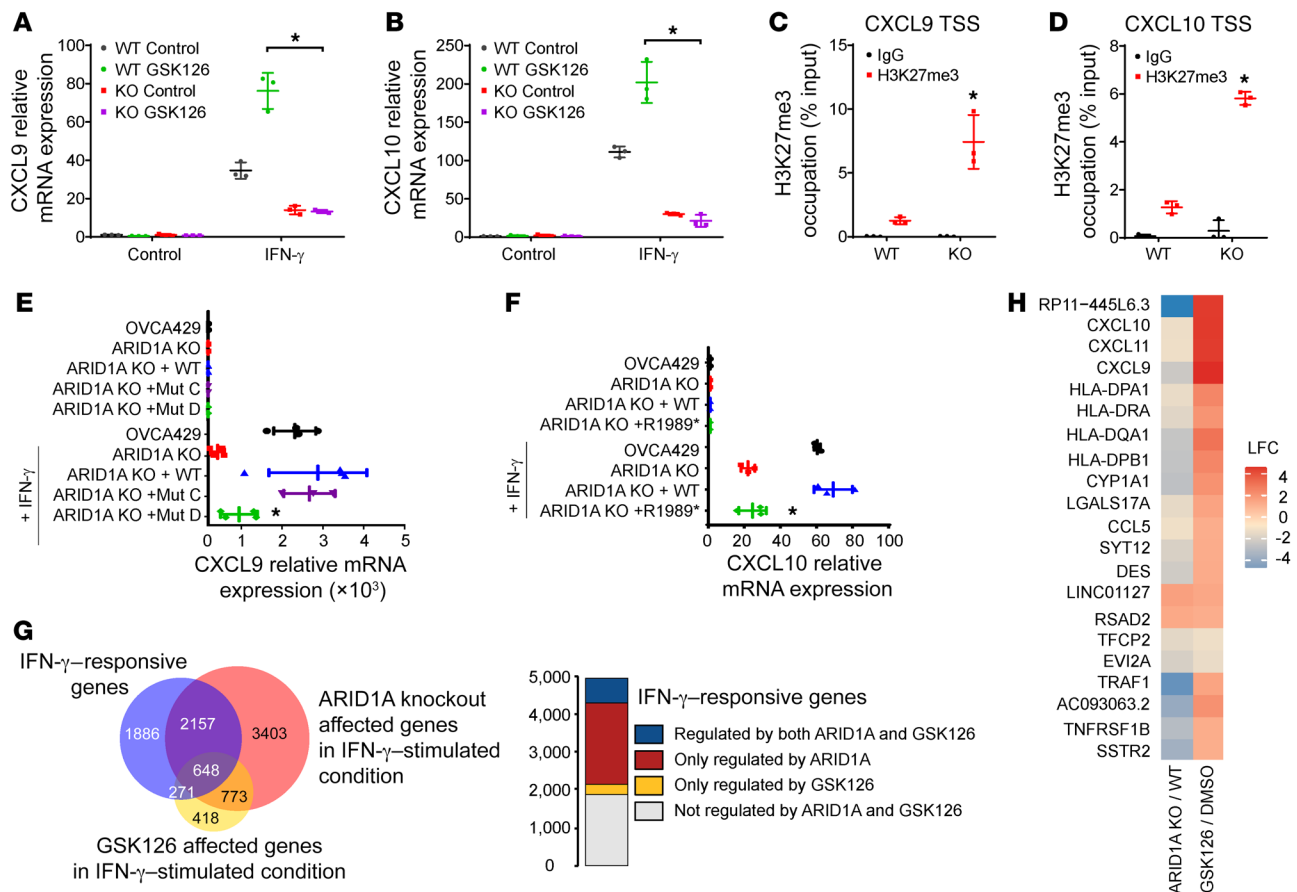 A
CXCL9 relative
mRNA expression
100
80
60
40
20
0
WT Control
WT GSK126
KO Control
KO GSK126
*
Control
IFN-γ
B
CXCL10 relative
mRNA expression
250
200
150
100
50
0
WT Control
WT GSK126
KO Control
KO GSK126
*
Control
IFN-γ
C
CXCL9 TSS
H3K27me3
occupation (% input)
15
10
5
0
IgG
H3K27me3
*
WT
KO
D
CXCL10 TSS
H3K27me3
occupation (% input)
8
6
4
2
0
IgG
H3K27me3
*
WT
KO
E
OVCA429
ARID1A KO
ARID1A KO + WT
ARID1A KO +Mut C
ARID1A KO +Mut D
+ IFN-γ
OVCA429
ARID1A KO
ARID1A KO + WT
ARID1A KO +Mut C
ARID1A KO +Mut D
*
0
1
2
3
4
5
CXCL9 relative mRNA
expression (×10³)
F
OVCA429
ARID1A KO
ARID1A KO + WT
ARID1A KO +R1989*
+ IFN-γ
OVCA429
ARID1A KO
ARID1A KO + WT
ARID1A KO +R1989*
*
0
20
40
60
80
100
CXCL10 relative
mRNA expression
G
IFN-γ–responsive
genes
1886
2157
3403
648
271
773
418
ARID1A knockout
affected genes
in IFN-γ–stimulated
condition
GSK126 affected genes
in IFN-γ–stimulated condition
5,000
4,000
3,000
2,000
1,000
0
IFN-γ–responsive genes
Regulated by both ARID1A and GSK126
Only regulated by ARID1A
Only regulated by GSK126
Not regulated by ARID1A and GSK126
H
RP11−445L6.3
CXCL10
CXCL11
CXCL9
HLA-DPA1
HLA-DRA
HLA-DQA1
HLA-DPB1
CYP1A1
LGALS17A
CCL5
SYT12
DES
LINC01127
RSAD2
TFCP2
EVI2A
TRAF1
AC093063.2
TNFRSF1B
SSTR2
ARID1A KO / WT
GSK126 / DMSO
LFC
4
2
0
-2
-4